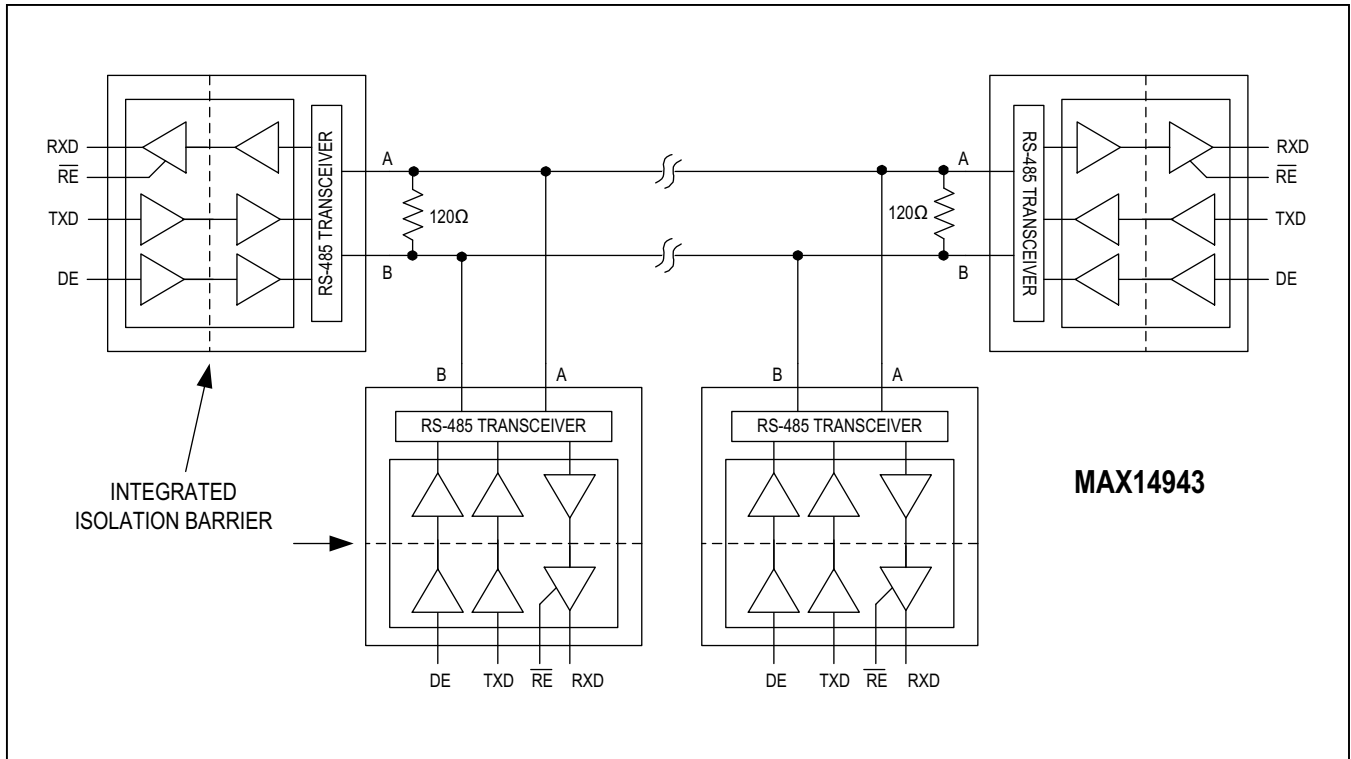 RXD
RE
TXD
DE
RS-485 TRANSCEIVER
A
B
120Ω
120Ω
A
B
RS-485 TRANSCEIVER
RXD
RE
TXD
DE
B
A
RS-485 TRANSCEIVER
B
A
RS-485 TRANSCEIVER
INTEGRATED
ISOLATION BARRIER
MAX14943
DE TXD RE RXD
DE TXD RE RXD